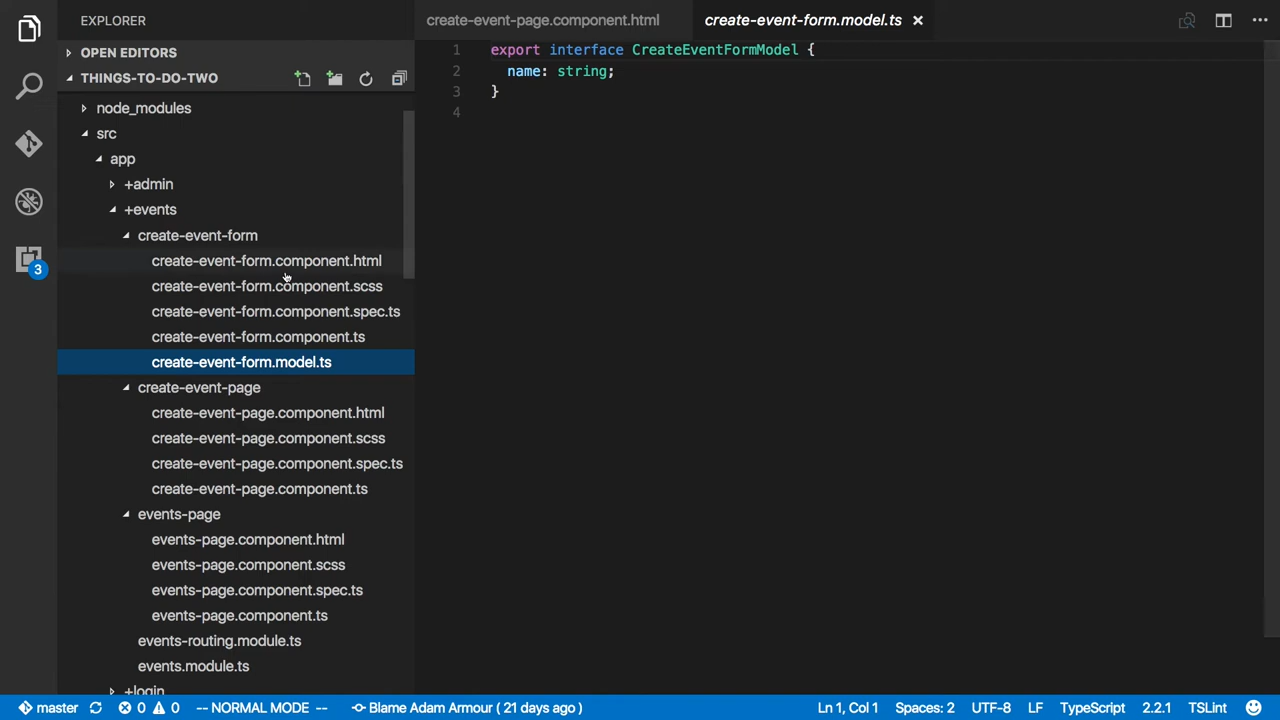 EXPLORER
create-event-page.component.html
create-event-form.model.ts
OPEN EDITORS
THINGS-TO-DO-TWO
node_modules
src
app
+admin
+events
create-event-form
create-event-form.component.html
create-event-form.component.scss
create-event-form.component.spec.ts
create-event-form.component.ts
create-event-form.model.ts
create-event-page
create-event-page.component.html
create-event-page.component.scss
create-event-page.component.spec.ts
create-event-page.component.ts
events-page
events-page.component.html
events-page.component.scss
events-page.component.spec.ts
events-page.component.ts
events-routing.module.ts
events.module.ts
+login
3
1 export interface CreateEventFormModel {
2 name: string;
3 }
4
master 0 0 -- NORMAL MODE -- Blame Adam Armour ( 21 days ago ) Ln 1, Col 1 Spaces: 2 UTF-8 LF TypeScript 2.2.1 TSLint